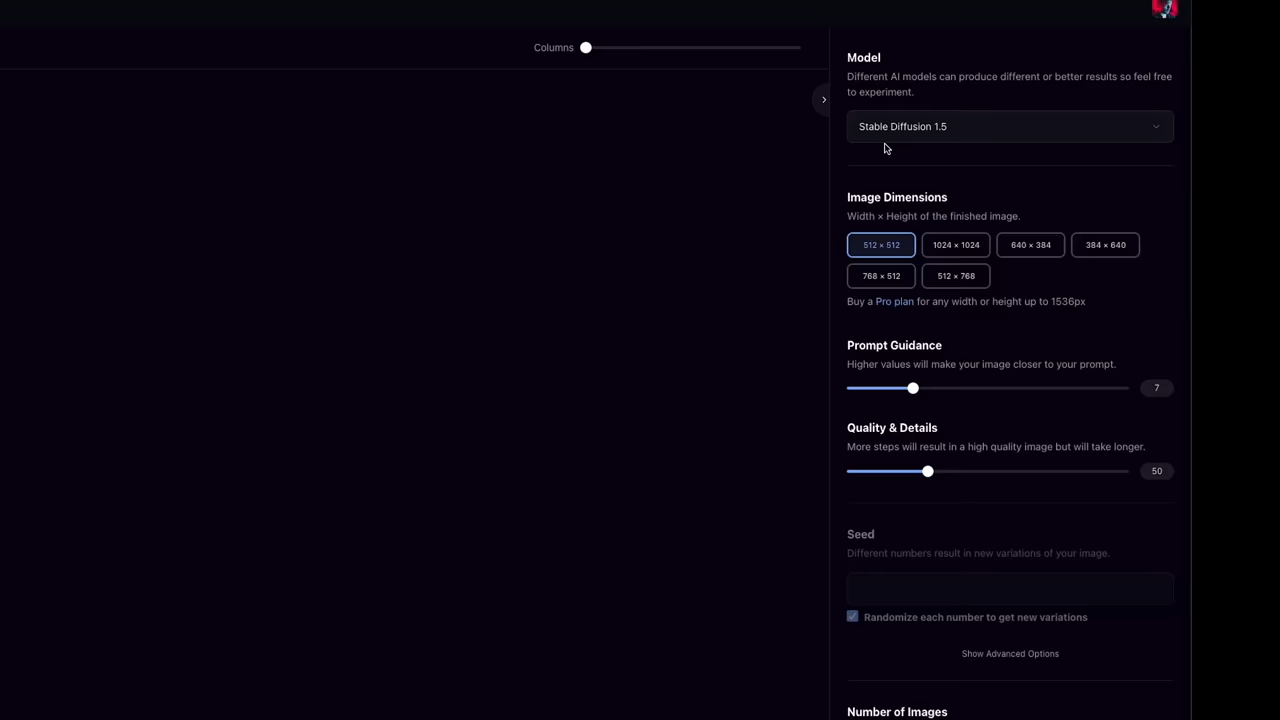 Columns
Model
Different AI models can produce different or better results so feel free
to experiment.
Stable Diffusion 1.5
Image Dimensions
Width × Height of the finished image.
512 × 512 1024 × 1024 640 × 384 384 × 640
768 × 512 512 × 768
Buy a Pro plan for any width or height up to 1536px
Prompt Guidance
Higher values will make your image closer to your prompt.
7
Quality & Details
More steps will result in a high quality image but will take longer.
50
Seed
Different numbers result in new variations of your image.
Randomize each number to get new variations
Show Advanced Options
Number of Images